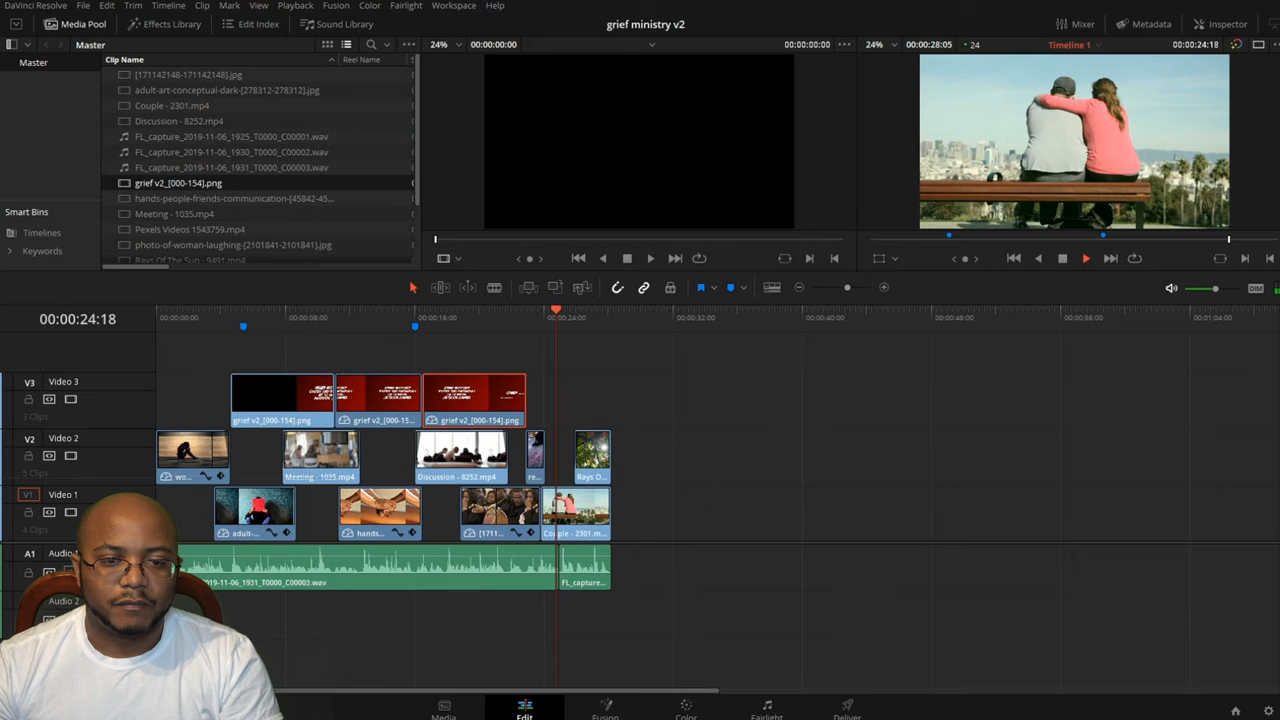 DaVinci Resolve File Edit Trim Timeline Clip Mark View Playback Fusion Color Fairlight Workspace Help
Media Pool Effects Library Edit Index Sound Library grief ministry v2 Mixer Metadata Inspector
Master 24% 00:00:00:00 00:00:00:00 24% 00:00:28:05 24 Timeline 1 00:00:24:18
Master
Clip Name Reel Name
[171142148-171142148].jpg
adult-art-conceptual-dark-[278312-278312].jpg
Couple - 2301.mp4
Discussion - 8252.mp4
FL_capture_2019-11-06_1925_T0000_C00001.wav
FL_capture_2019-11-06_1930_T0000_C00002.wav
FL_capture_2019-11-06_1931_T0000_C00003.wav
grief v2_[000-154].png
hands-people-friends-communication-[45842-45...
Meeting - 1035.mp4
Pexels Videos 1543759.mp4
photo-of-woman-laughing-[2101841-2101841].jpg
Rays Of The Sun - 9491.mp4
Smart Bins
Timelines
Keywords
DIM
00:00:24:18
00:00:00:00 00:00:08:00 00:00:16:00 00:00:24:00 00:00:32:00 00:00:40:00 00:00:48:00 00:00:56:00 00:01:04:00
V3 Video 3
3 Clips
grief v2_[000-154].png grief v2_[000-15... grief v2_[000-154].png
V2 Video 2
5 Clips
wo... Meeting - 1035.mp4 Discussion - 8252.mp4 re... Rays O...
V1 Video 1
4 Clips
adult-... hands... [1711... Couple - 2301.m...
A1 Audio
019-11-06_1931_T0000_C00003.wav FL_capture...
Audio 2
Media Edit Fusion Color Fairlight Deliver